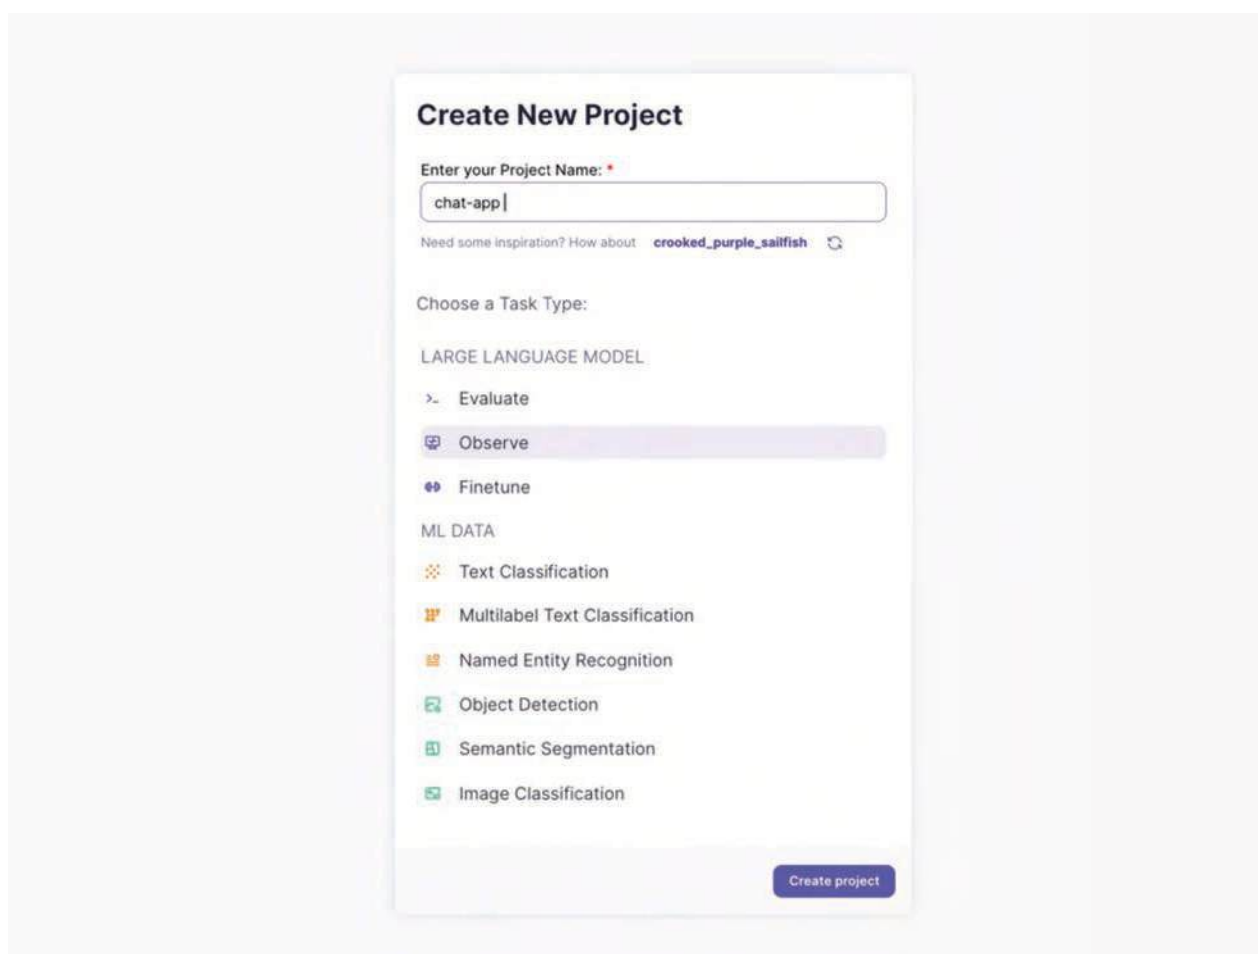 Create New Project
Enter your Project Name: *
chat-app
Need some inspiration? How about crooked_purple_sailfish
Choose a Task Type:
LARGE LANGUAGE MODEL
Evaluate
Observe
Finetune
ML DATA
Text Classification
Multilabel Text Classification
Named Entity Recognition
Object Detection
Semantic Segmentation
Image Classification
Create project